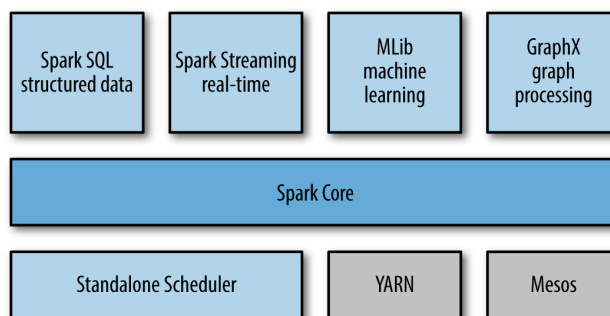 Spark SQL
structured data
Spark Streaming
real-time
MLib
machine
learning
GraphX
graph
processing
Spark Core
Standalone Scheduler
YARN
Mesos